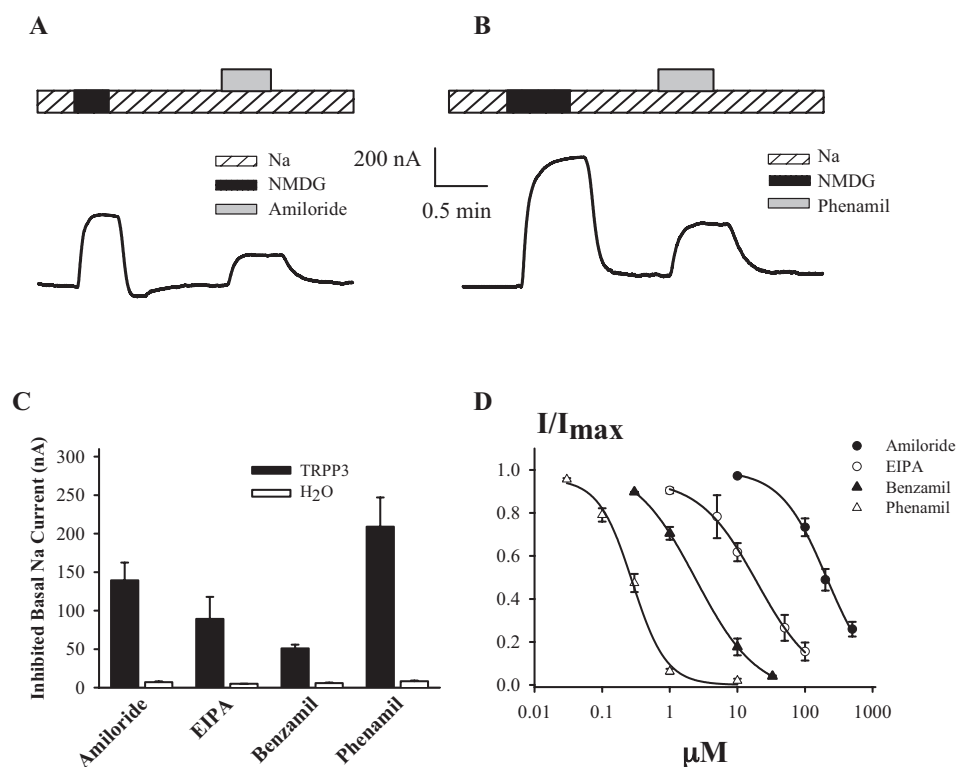 A
B
Na
NMDG
Amiloride
200 nA
0.5 min
Na
NMDG
Phenamil
C
D
Inhibited Basal Na Current (nA)
300
250
200
150
100
50
0
TRPP3
H2O
Amiloride
EIPA
Benzamil
Phenamil
I/Imax
1.0
0.8
0.6
0.4
0.2
0.0
0.01
0.1
1
10
100
1000
μM
Amiloride
EIPA
Benzamil
Phenamil